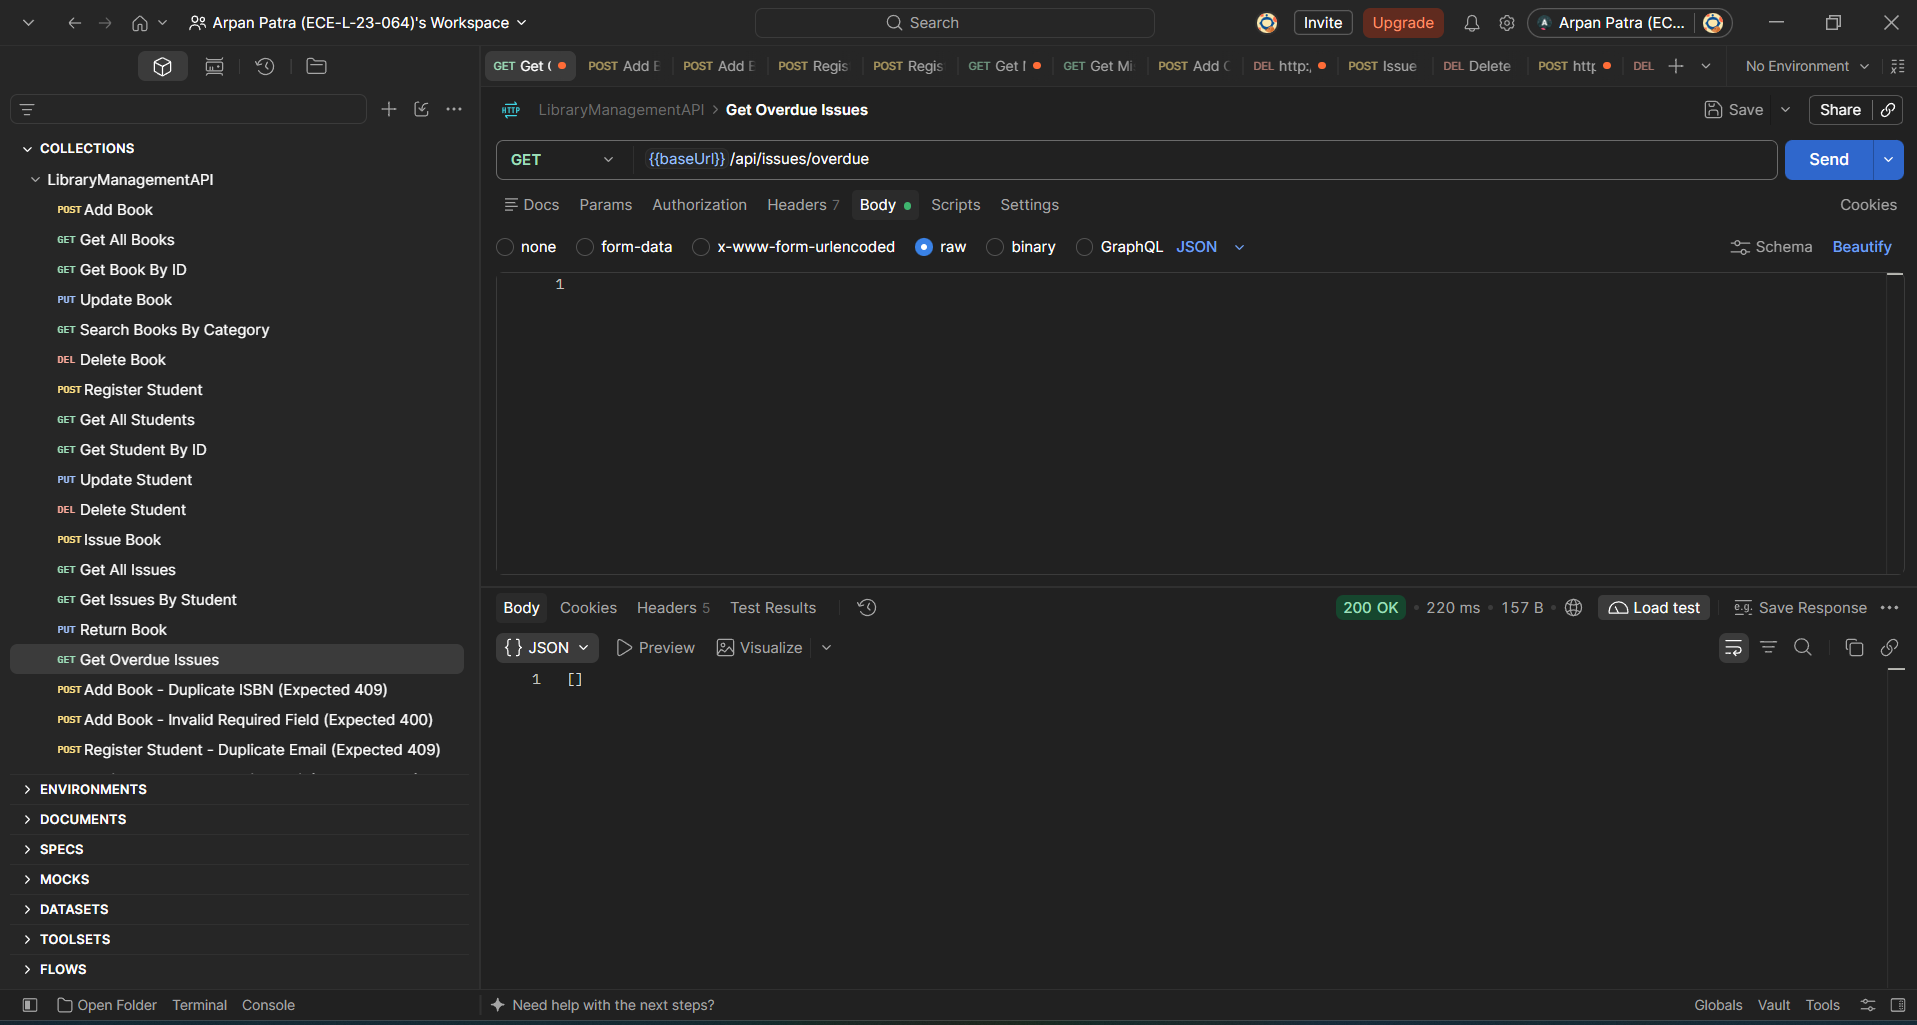 Arpan Patra (ECE-L-23-064)'s Workspace
Search
Invite
Upgrade
Arpan Patra (EC...
GET Get
POST Add
POST Add
POST Regis
POST Regis
GET Get
GET Get Mi
POST Add
DEL http:
POST Issue
DEL Delete
POST htt
DEL
No Environment
HTTP LibraryManagementAPI > Get Overdue Issues
Save
Share
COLLECTIONS
LibraryManagementAPI
POST Add Book
GET Get All Books
GET Get Book By ID
PUT Update Book
GET Search Books By Category
DEL Delete Book
POST Register Student
GET Get All Students
GET Get Student By ID
PUT Update Student
DEL Delete Student
POST Issue Book
GET Get All Issues
GET Get Issues By Student
PUT Return Book
GET Get Overdue Issues
POST Add Book - Duplicate ISBN (Expected 409)
POST Add Book - Invalid Required Field (Expected 400)
POST Register Student - Duplicate Email (Expected 409)
ENVIRONMENTS
DOCUMENTS
SPECS
MOCKS
DATASETS
TOOLSETS
FLOWS
GET
{{baseUrl}} /api/issues/overdue
Send
Docs Params Authorization Headers 7 Body Scripts Settings
Cookies
none form-data x-www-form-urlencoded raw binary GraphQL JSON
Schema Beautify
1
Body Cookies Headers 5 Test Results
200 OK • 220 ms • 157 B
Load test
e.g. Save Response
{} JSON Preview Visualize
1 []
Open Folder Terminal Console
Need help with the next steps?
Globals Vault Tools